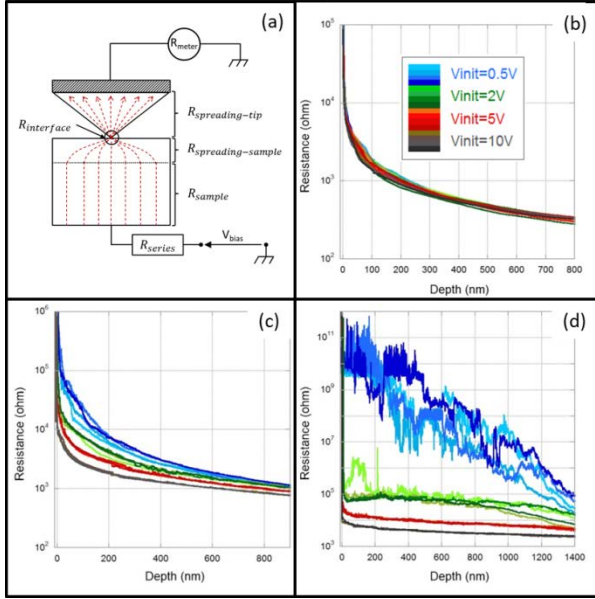 (a)
R_meter
R_interface
R_spreading-tip
R_spreading-sample
R_sample
R_series
V_bias
(b)
Resistance (ohm)
10^5
10^4
10^3
10^2
Vinit=0.5V
Vinit=2V
Vinit=5V
Vinit=10V
0 100 200 300 400 500 600 700 800
Depth (nm)
(c)
Resistance (ohm)
10^6
10^5
10^4
10^3
10^2
0 200 400 600 800
Depth (nm)
(d)
Resistance (ohm)
10^11
10^9
10^7
10^5
10^3
0 200 400 600 800 1000 1200 1400
Depth (nm)